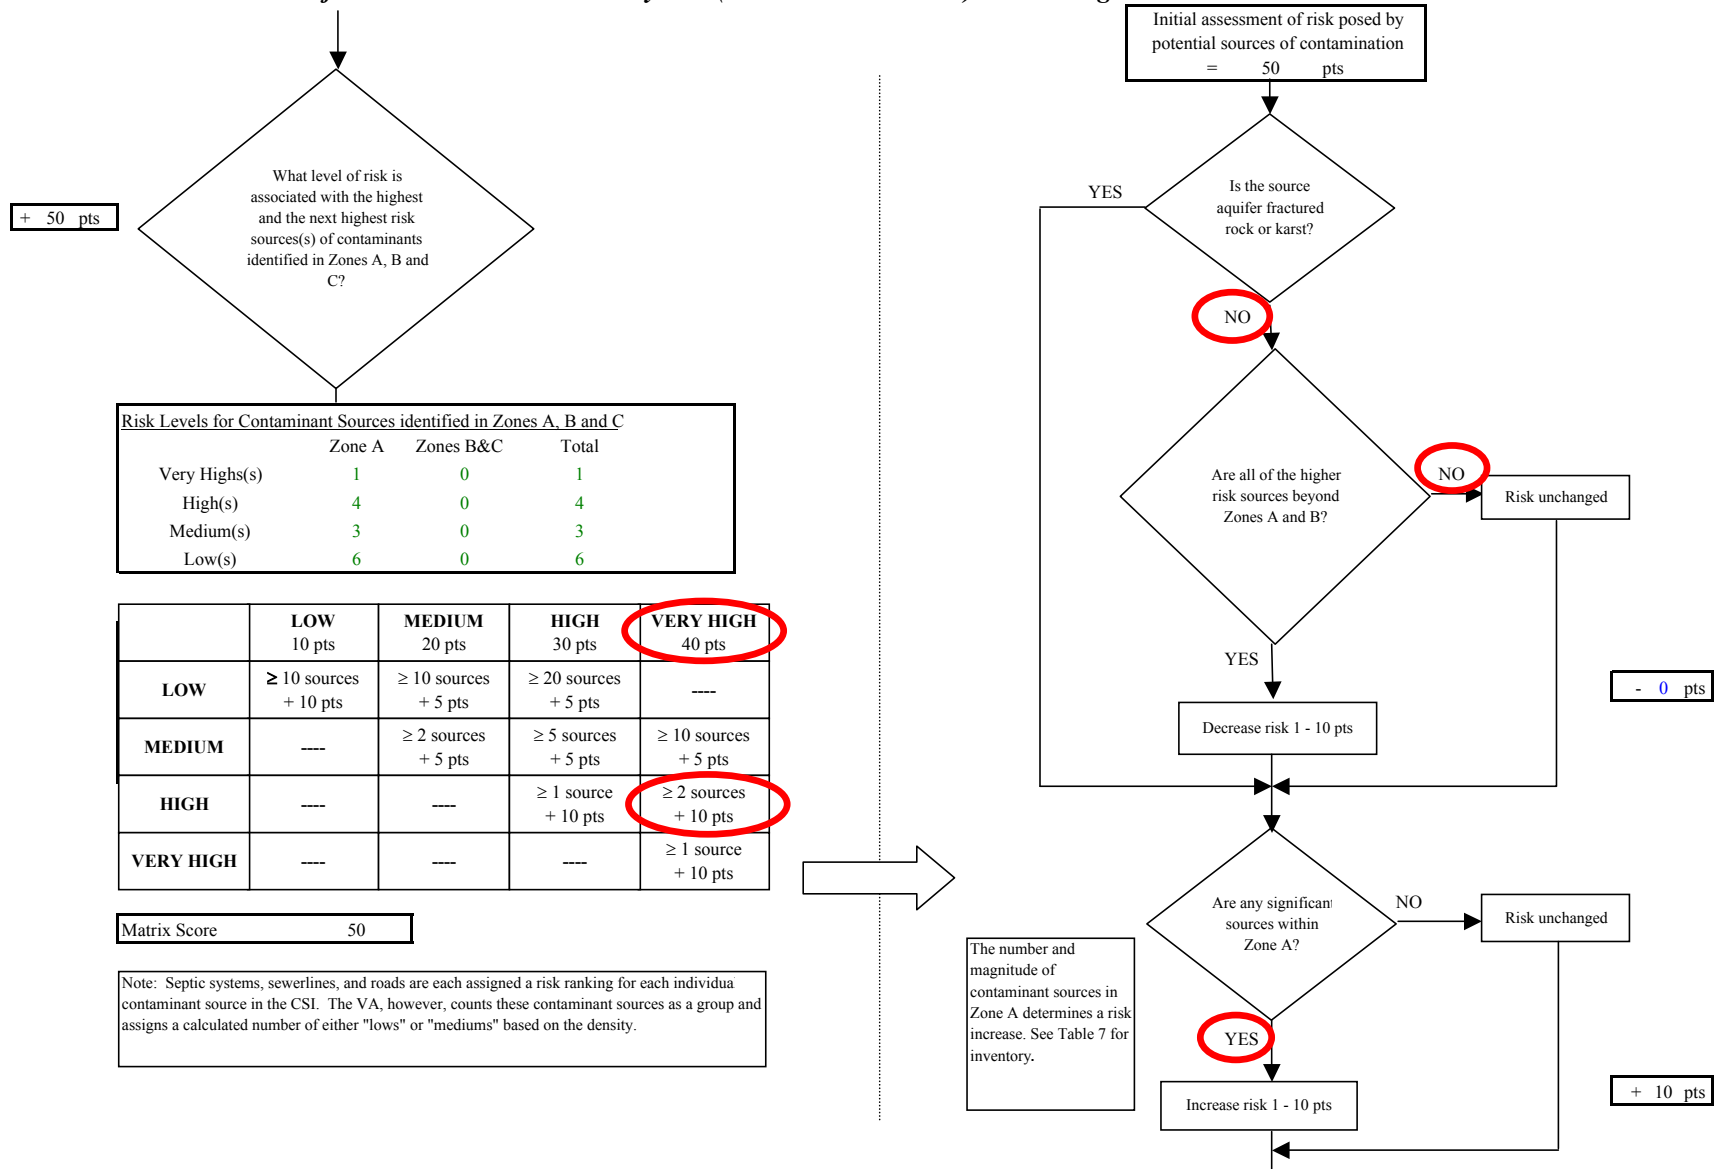 What level of risk is
associated with the highest
and the next highest risk
sources(s) of contaminants
identified in Zones A, B and
C?
+ 50 pts
Risk Levels for Contaminant Sources identified in Zones A, B and C
Zone A Zones B&C Total
Very Highs(s) 1 0 1
High(s) 4 0 4
Medium(s) 3 0 3
Low(s) 6 0 6
LOW MEDIUM HIGH VERY HIGH
10 pts 20 pts 30 pts 40 pts
LOW
≥ 10 sources ≥ 10 sources ≥ 20 sources ----
+ 10 pts + 5 pts + 5 pts
MEDIUM
---- ≥ 2 sources ≥ 5 sources ≥ 10 sources
+ 5 pts + 5 pts + 5 pts
HIGH
---- ---- ≥ 1 source ≥ 2 sources
+ 10 pts + 10 pts
VERY HIGH
---- ---- ---- ≥ 1 source
+ 10 pts
Matrix Score 50
Note: Septic systems, sewerlines, and roads are each assigned a risk ranking for each individua
contaminant source in the CSI. The VA, however, counts these contaminant sources as a group and
assigns a calculated number of either "lows" or "mediums" based on the density.
Initial assessment of risk posed by
potential sources of contamination
= 50 pts
YES
Is the source
aquifer fractured
rock or karst?
NO
Are all of the higher
risk sources beyond
Zones A and B?
NO
Risk unchanged
YES
- 0 pts
Decrease risk 1 - 10 pts
Are any significant
sources within
Zone A?
NO
Risk unchanged
The number and
magnitude of
contaminant sources in
Zone A determines a risk
increase. See Table 7 for
inventory.
YES
+ 10 pts
Increase risk 1 - 10 pts